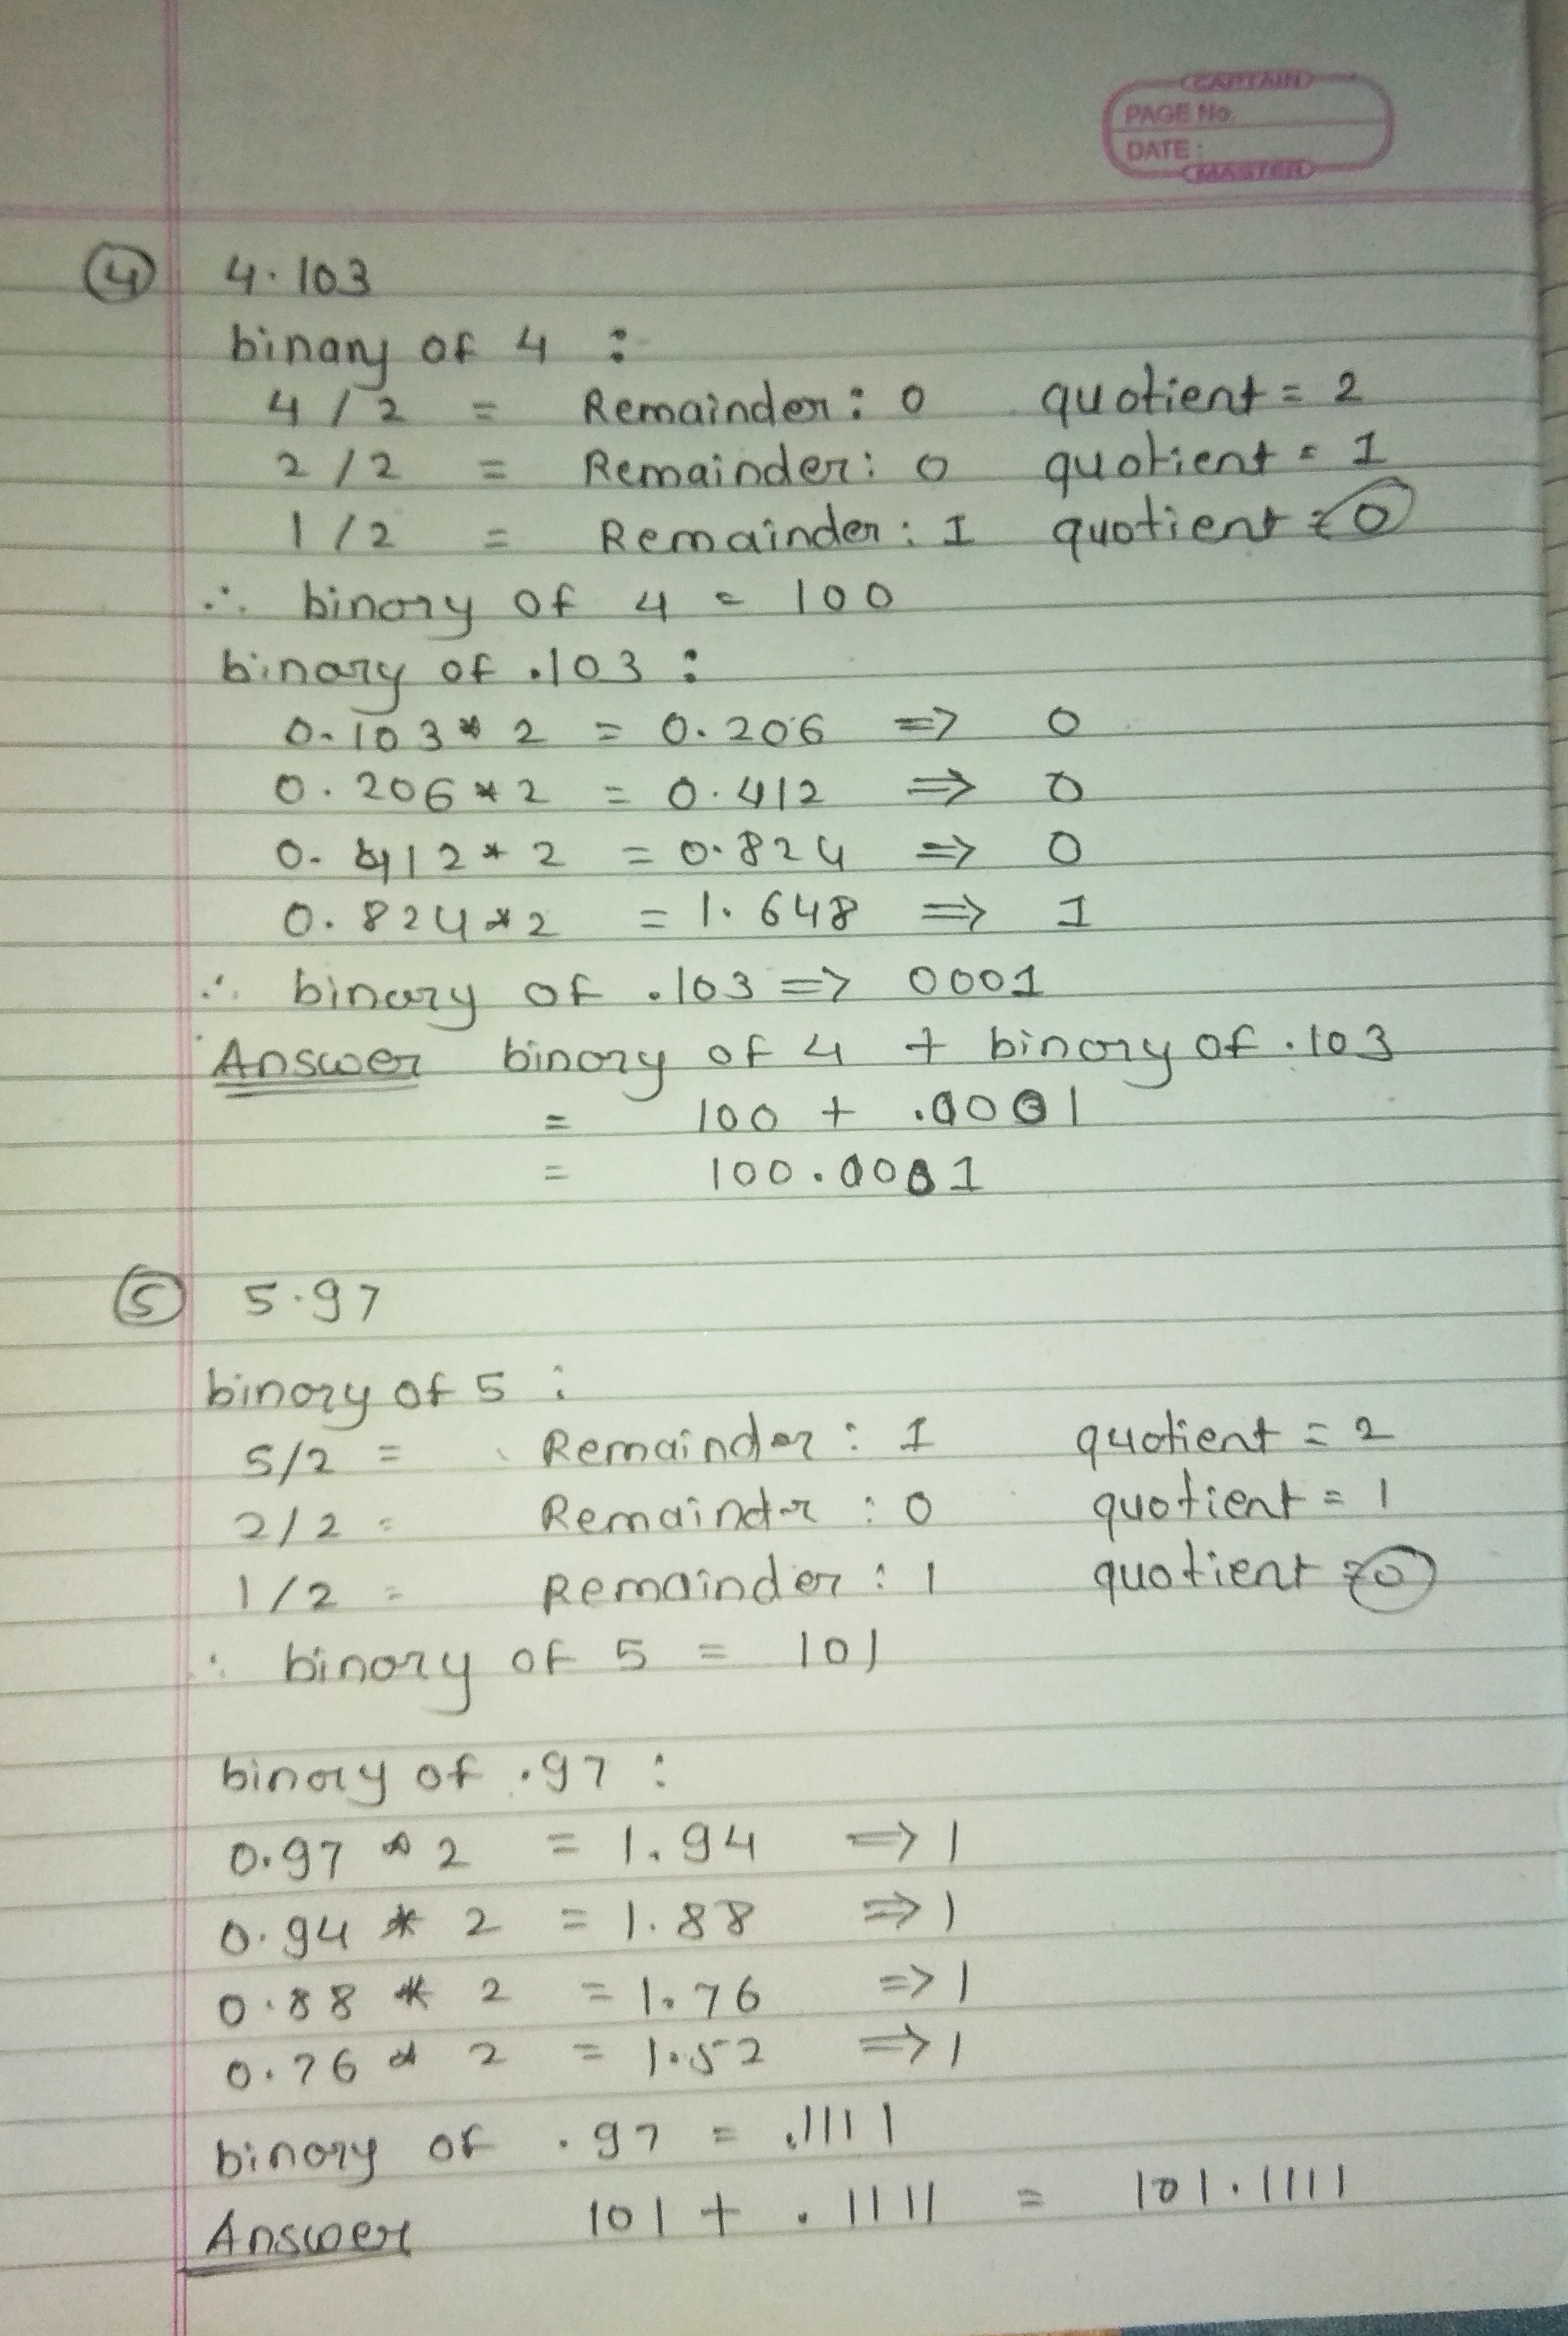 CAPTAIN
PAGE No.
DATE :
MASTER
4 4.103
binary of 4 :
4 / 2 = Remainder : 0 quotient = 2
2 / 2 = Remainder : 0 quotient = 1
1 / 2 = Remainder : 1 quotient = 0
∴ binary of 4 = 100
binary of .103 :
0.103 * 2 = 0.206 => 0
0.206 * 2 = 0.412 => 0
0.412 * 2 = 0.824 => 0
0.824 * 2 = 1.648 => 1
∴ binary of .103 => 0001
Answer binary of 4 + binary of .103
= 100 + .0001
= 100.0001
5 5.97
binary of 5 :
5/2 = Remainder : 1 quotient = 2
2/2 = Remainder : 0 quotient = 1
1/2 = Remainder : 1 quotient = 0
∴ binary of 5 = 101
binary of .97 :
0.97 * 2 = 1.94 => 1
0.94 * 2 = 1.88 => 1
0.88 * 2 = 1.76 => 1
0.76 * 2 = 1.52 => 1
binary of .97 = .1111
Answer 101 + .1111 = 101.1111